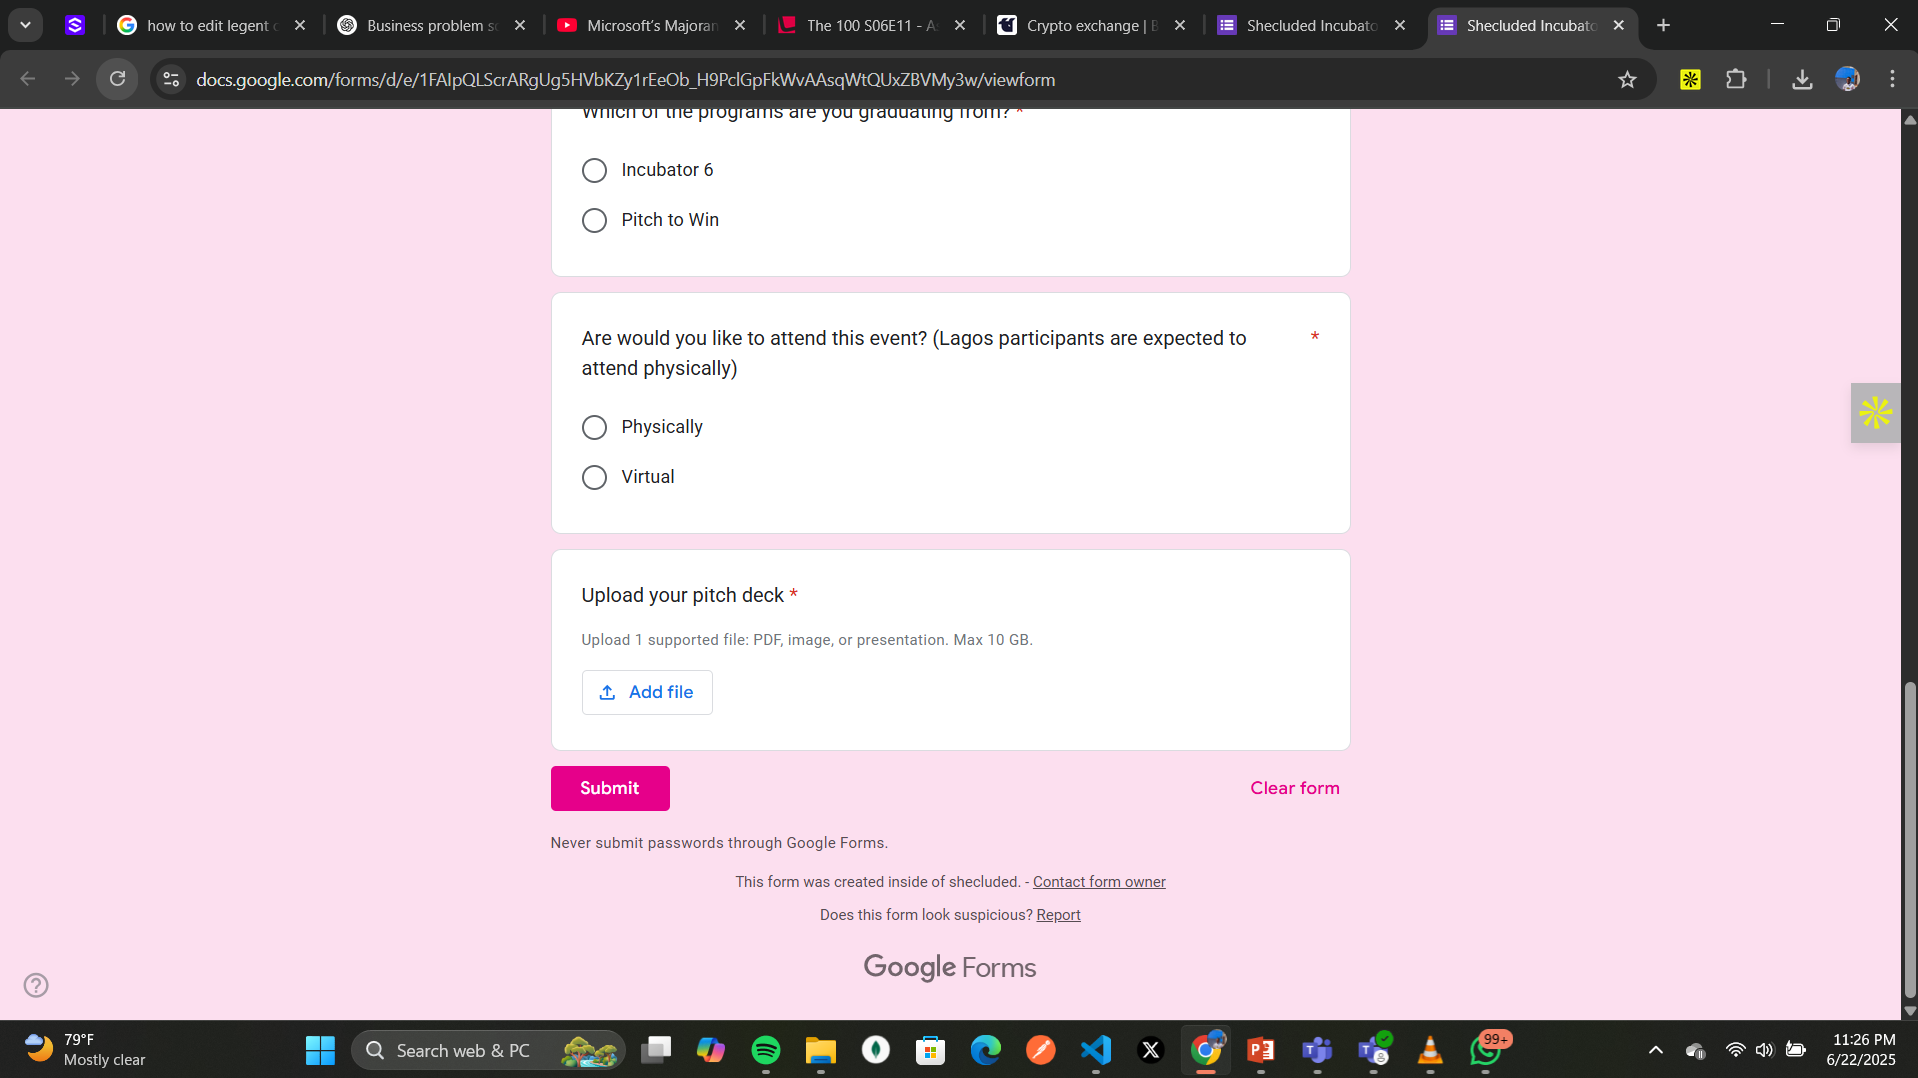 how to edit legent c
Business problem so
Microsoft's Majoran
The 100 S06E11 - As
Crypto exchange | B
Shecluded Incubato
Shecluded Incubato
docs.google.com/forms/d/e/1FAIpQLScrARgUg5HVbKZy1rEeOb_H9PclGpFkWvAAsqWtQUxZBVMy3w/viewform
Which of the programs are you graduating from? *
Incubator 6
Pitch to Win
Are would you like to attend this event? (Lagos participants are expected to *
attend physically)
Physically
Virtual
Upload your pitch deck *
Upload 1 supported file: PDF, image, or presentation. Max 10 GB.
Add file
Submit
Clear form
Never submit passwords through Google Forms.
This form was created inside of shecluded. - Contact form owner
Does this form look suspicious? Report
Google Forms
79°F
Mostly clear
Search web & PC
99+
11:26 PM
6/22/2025